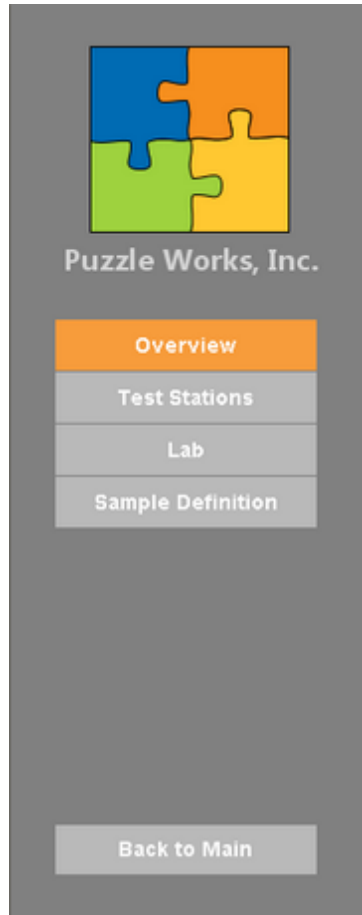 Puzzle Works, Inc.
Overview
Test Stations
Lab
Sample Definition
Back to Main